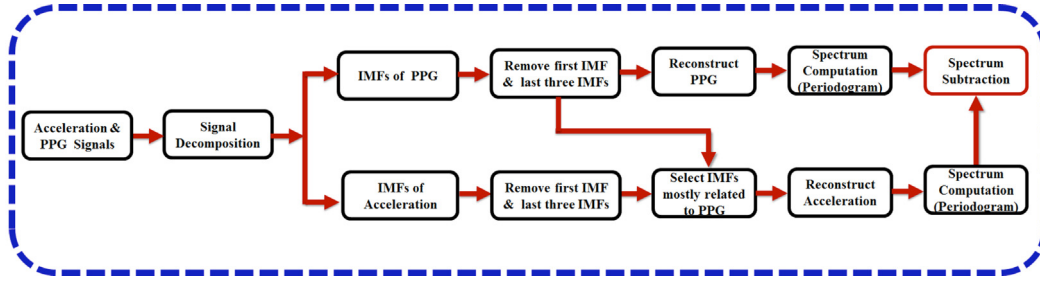 Acceleration &
PPG Signals
Signal
Decomposition
IMFs of PPG
Remove first IMF
& last three IMFs
Reconstruct
PPG
Spectrum
Computation
(Periodogram)
Spectrum
Subtraction
IMFs of
Acceleration
Remove first IMF
& last three IMFs
Select IMFs
mostly related
to PPG
Reconstruct
Acceleration
Spectrum
Computation
(Periodogram)